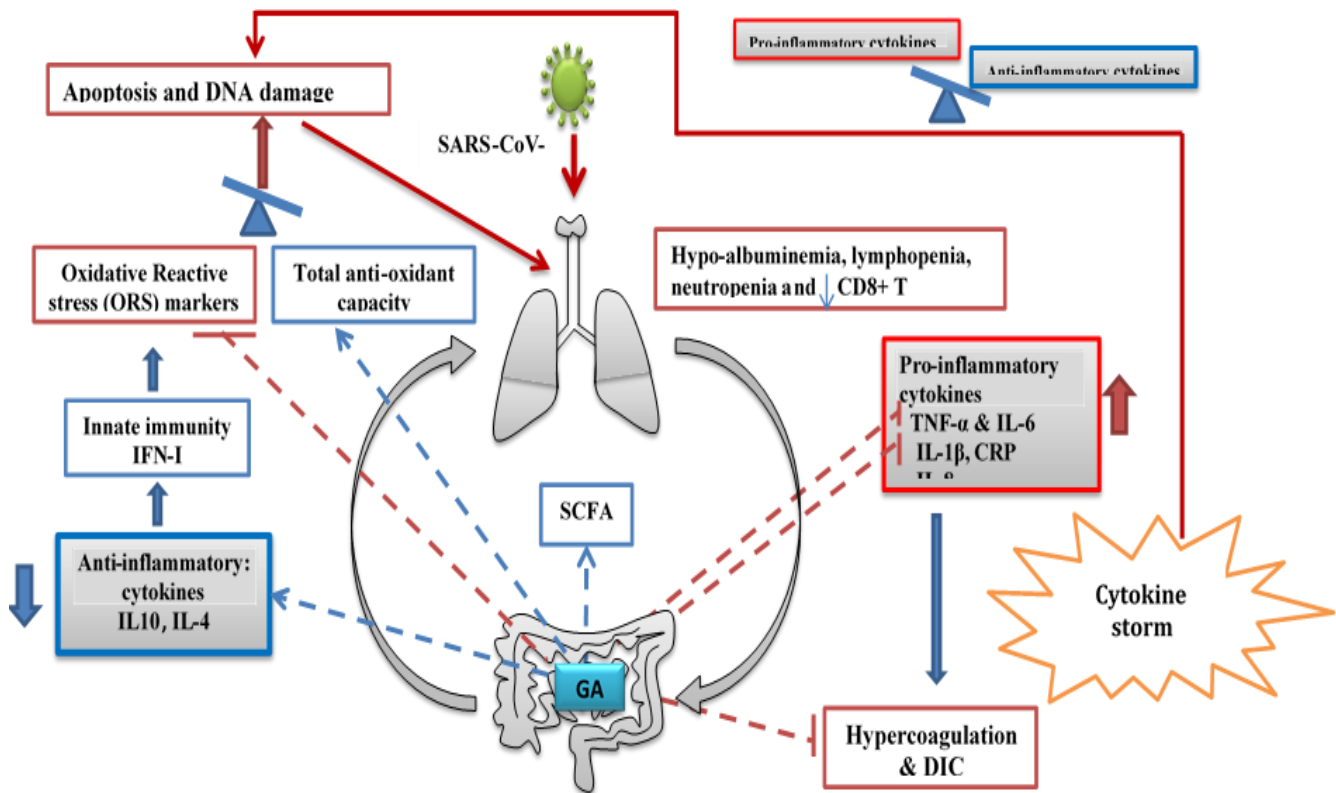 Pro-inflammatory cytokines
Anti-inflammatory cytokines
Apoptosis and DNA damage
SARS-CoV-
Oxidative Reactive
stress (ORS) markers
Total anti-oxidant
capacity
Hypo-albuminemia, lymphopenia,
neutropenia and ↓ CD8+ T
Pro-inflammatory
cytokines
TNF-α & IL-6
IL-1β, CRP
IL-8
Innate immunity
IFN-I
SCFA
Anti-inflammatory:
cytokines
IL10, IL-4
Cytokine
storm
GA
Hypercoagulation
& DIC